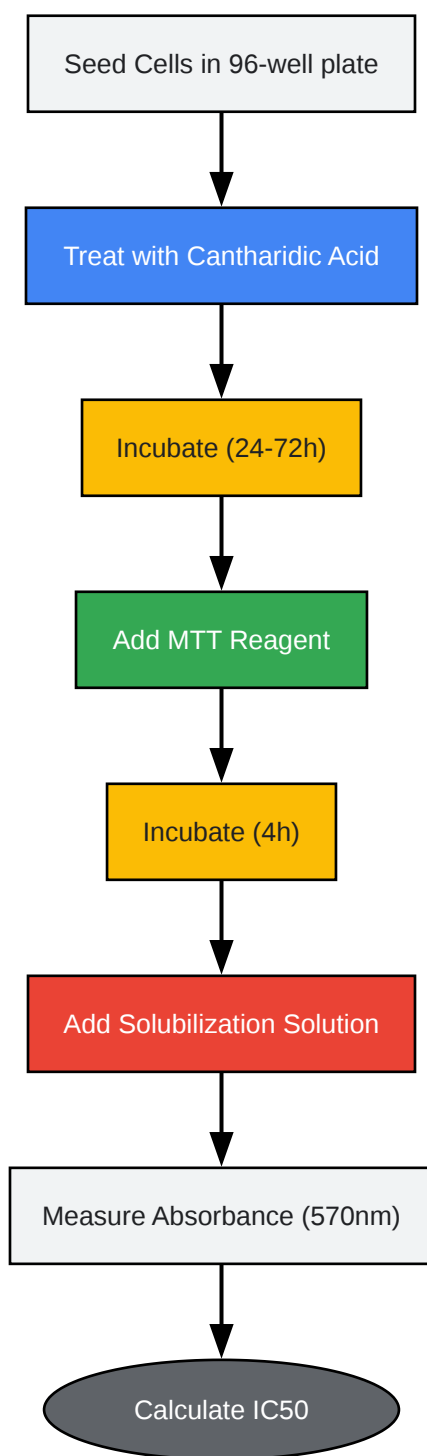 Seed Cells in 96-well plate
Treat with Cantharidic Acid
Incubate (24-72h)
Add MTT Reagent
Incubate (4h)
Add Solubilization Solution
Measure Absorbance (570nm)
Calculate IC50